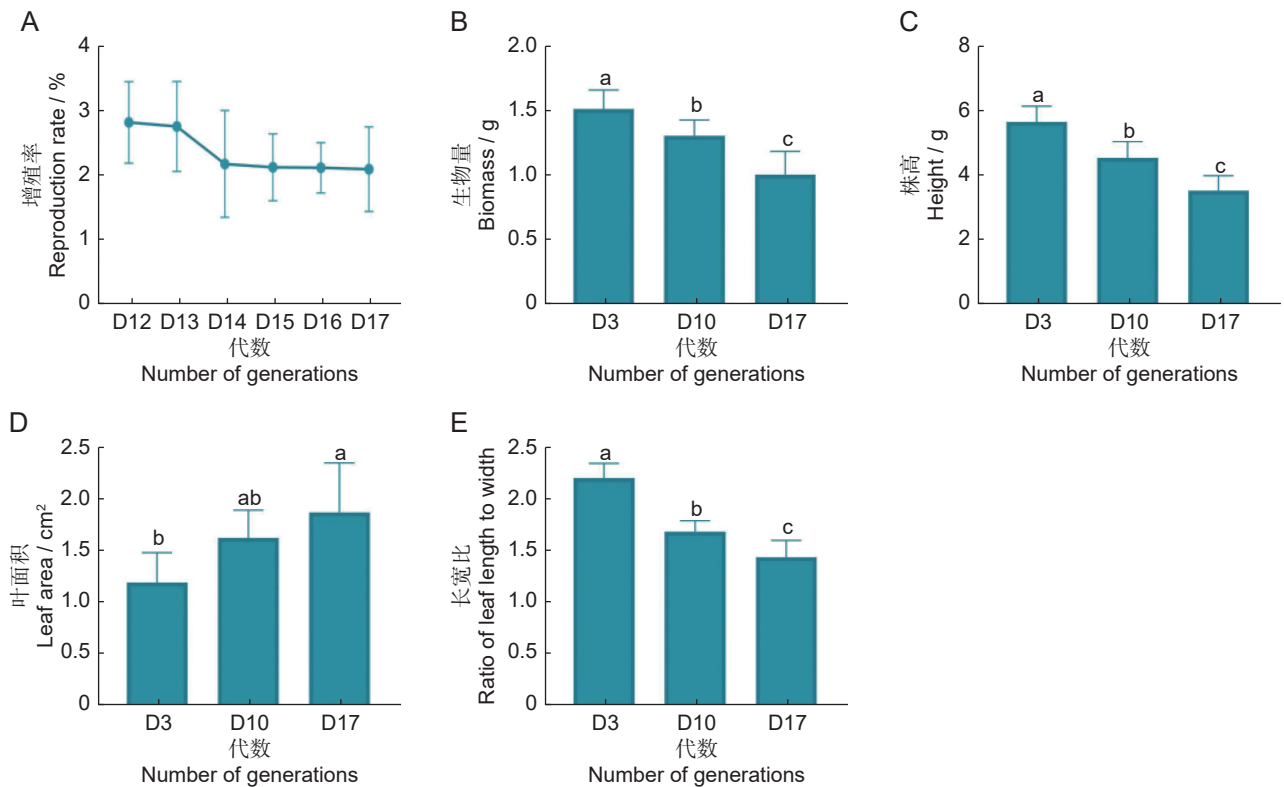 A
增殖率
Reproduction rate / %
4
3
2
1
0
D12 D13 D14 D15 D16 D17
代数
Number of generations
B
生物量
Biomass / g
2.0
1.5
1.0
0.5
0
a
b
c
D3 D10 D17
代数
Number of generations
C
株高
Height / g
8
6
4
2
0
a
b
c
D3 D10 D17
代数
Number of generations
D
叶面积
Leaf area / cm²
2.5
2.0
1.5
1.0
0.5
0
b
ab
a
D3 D10 D17
代数
Number of generations
E
长宽比
Ratio of leaf length to width
2.5
2.0
1.5
1.0
0.5
0
a
b
c
D3 D10 D17
代数
Number of generations